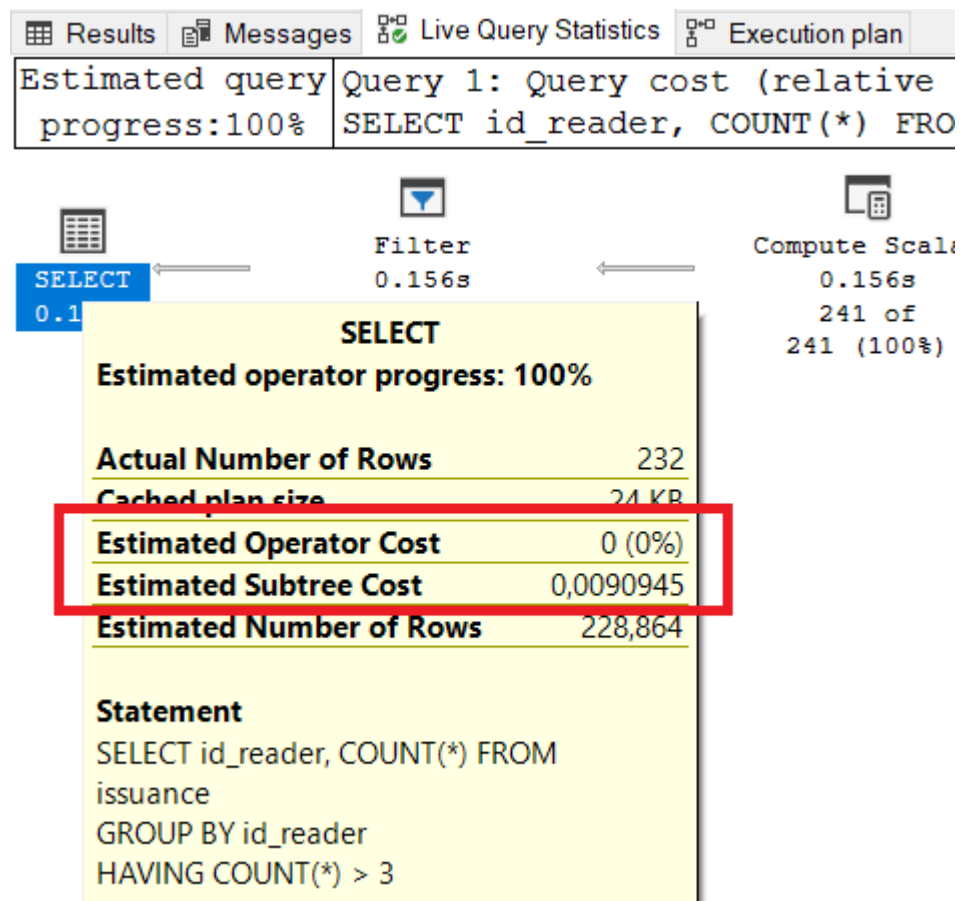 Results Messages Live Query Statistics Execution plan
Estimated query
progress:100%
Query 1: Query cost (relative
SELECT id_reader, COUNT(*) FRO
Filter
0.156s
Compute Scala
0.156s
241 of
241 (100%)
SELECT
0.1
SELECT
Estimated operator progress: 100%
Actual Number of Rows 232
Cached plan size 24 KB
Estimated Operator Cost 0 (0%)
Estimated Subtree Cost 0,0090945
Estimated Number of Rows 228,864
Statement
SELECT id_reader, COUNT(*) FROM
issuance
GROUP BY id_reader
HAVING COUNT(*) > 3